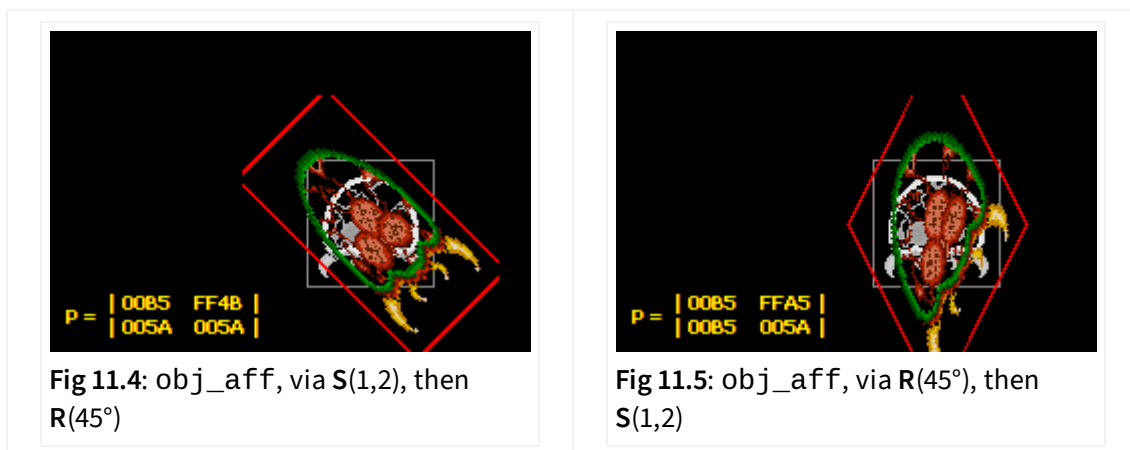 P = | 00B5 FF4B |
| 005A 005A |
Fig 11.4: obj_aff, via S(1,2), then
R(45°)
P = | 00B5 FFA5 |
| 00B5 005A |
Fig 11.5: obj_aff, via R(45°), then
S(1,2)